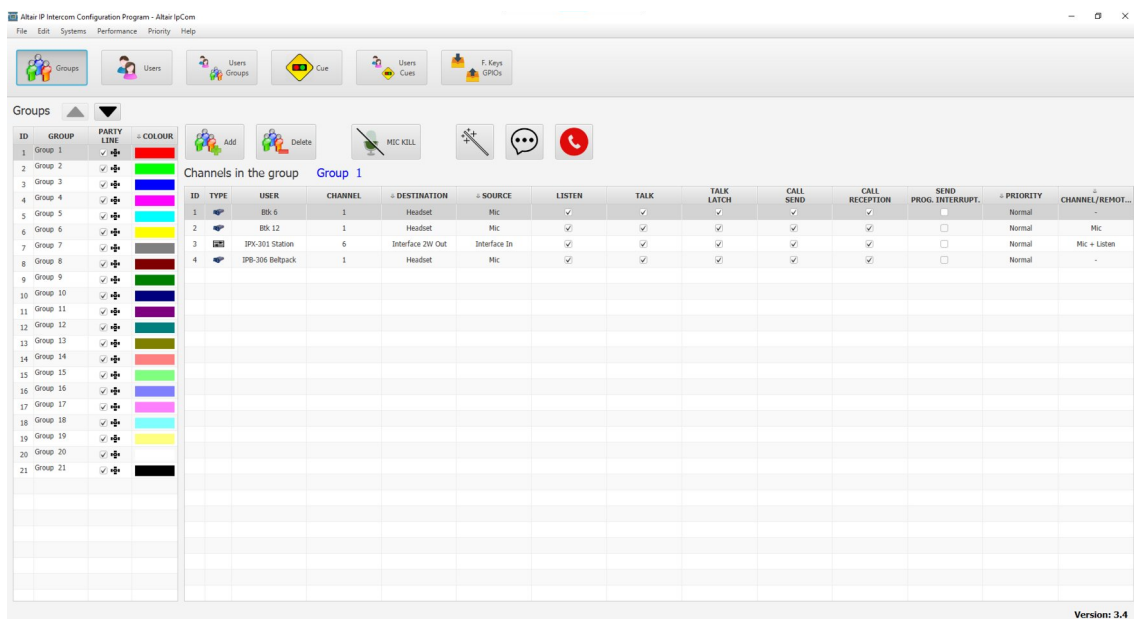 Altair IP Intercom Configuration Program - Altair IpCom
File Edit Systems Performance Priority Help
Groups Users Users Groups Cue Users Cues F. Keys GPIOs
Groups
ID GROUP PARTY LINE COLOUR
1 Group 1
2 Group 2
3 Group 3
4 Group 4
5 Group 5
6 Group 6
7 Group 7
8 Group 8
9 Group 9
10 Group 10
11 Group 11
12 Group 12
13 Group 13
14 Group 14
15 Group 15
16 Group 16
17 Group 17
18 Group 18
19 Group 19
20 Group 20
21 Group 21
Add Delete MIC KILL
Channels in the group Group 1
ID TYPE USER CHANNEL DESTINATION SOURCE LISTEN TALK TALK LATCH CALL SEND CALL RECEPTION SEND PROG. INTERRUPT. PRIORITY CHANNEL/REMOT...
1 Btk 6 1 Headset Mic Normal -
2 Btk 12 1 Headset Mic Normal Mic
3 IPX-301 Station 6 Interface 2W Out Interface In Normal Mic + Listen
4 IPB-306 Beltpack 1 Headset Mic Normal -
Version: 3.4